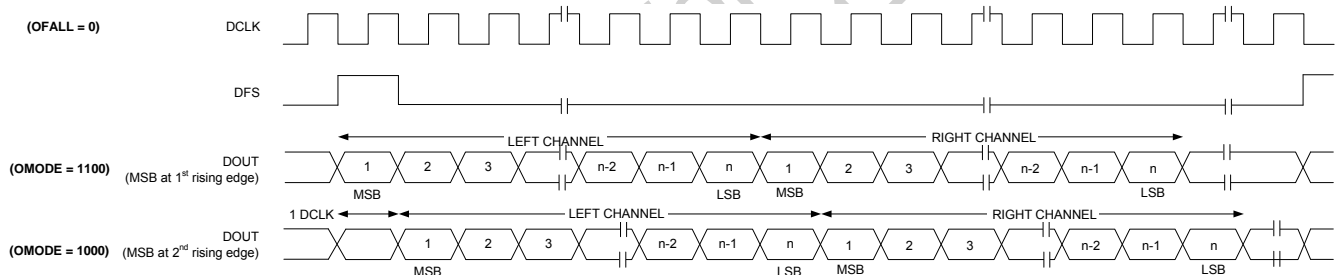 (OFALL = 0) DCLK
DFS
LEFT CHANNEL RIGHT CHANNEL
(OMODE = 1100) DOUT (MSB at 1st rising edge) 1 2 3 n-2 n-1 n 1 2 3 n-2 n-1 n
MSB LSB MSB LSB
1 DCLK LEFT CHANNEL RIGHT CHANNEL
(OMODE = 1000) DOUT (MSB at 2nd rising edge) 1 2 3 n-2 n-1 n 1 2 3 n-2 n-1 n
MSB LSB MSB LSB